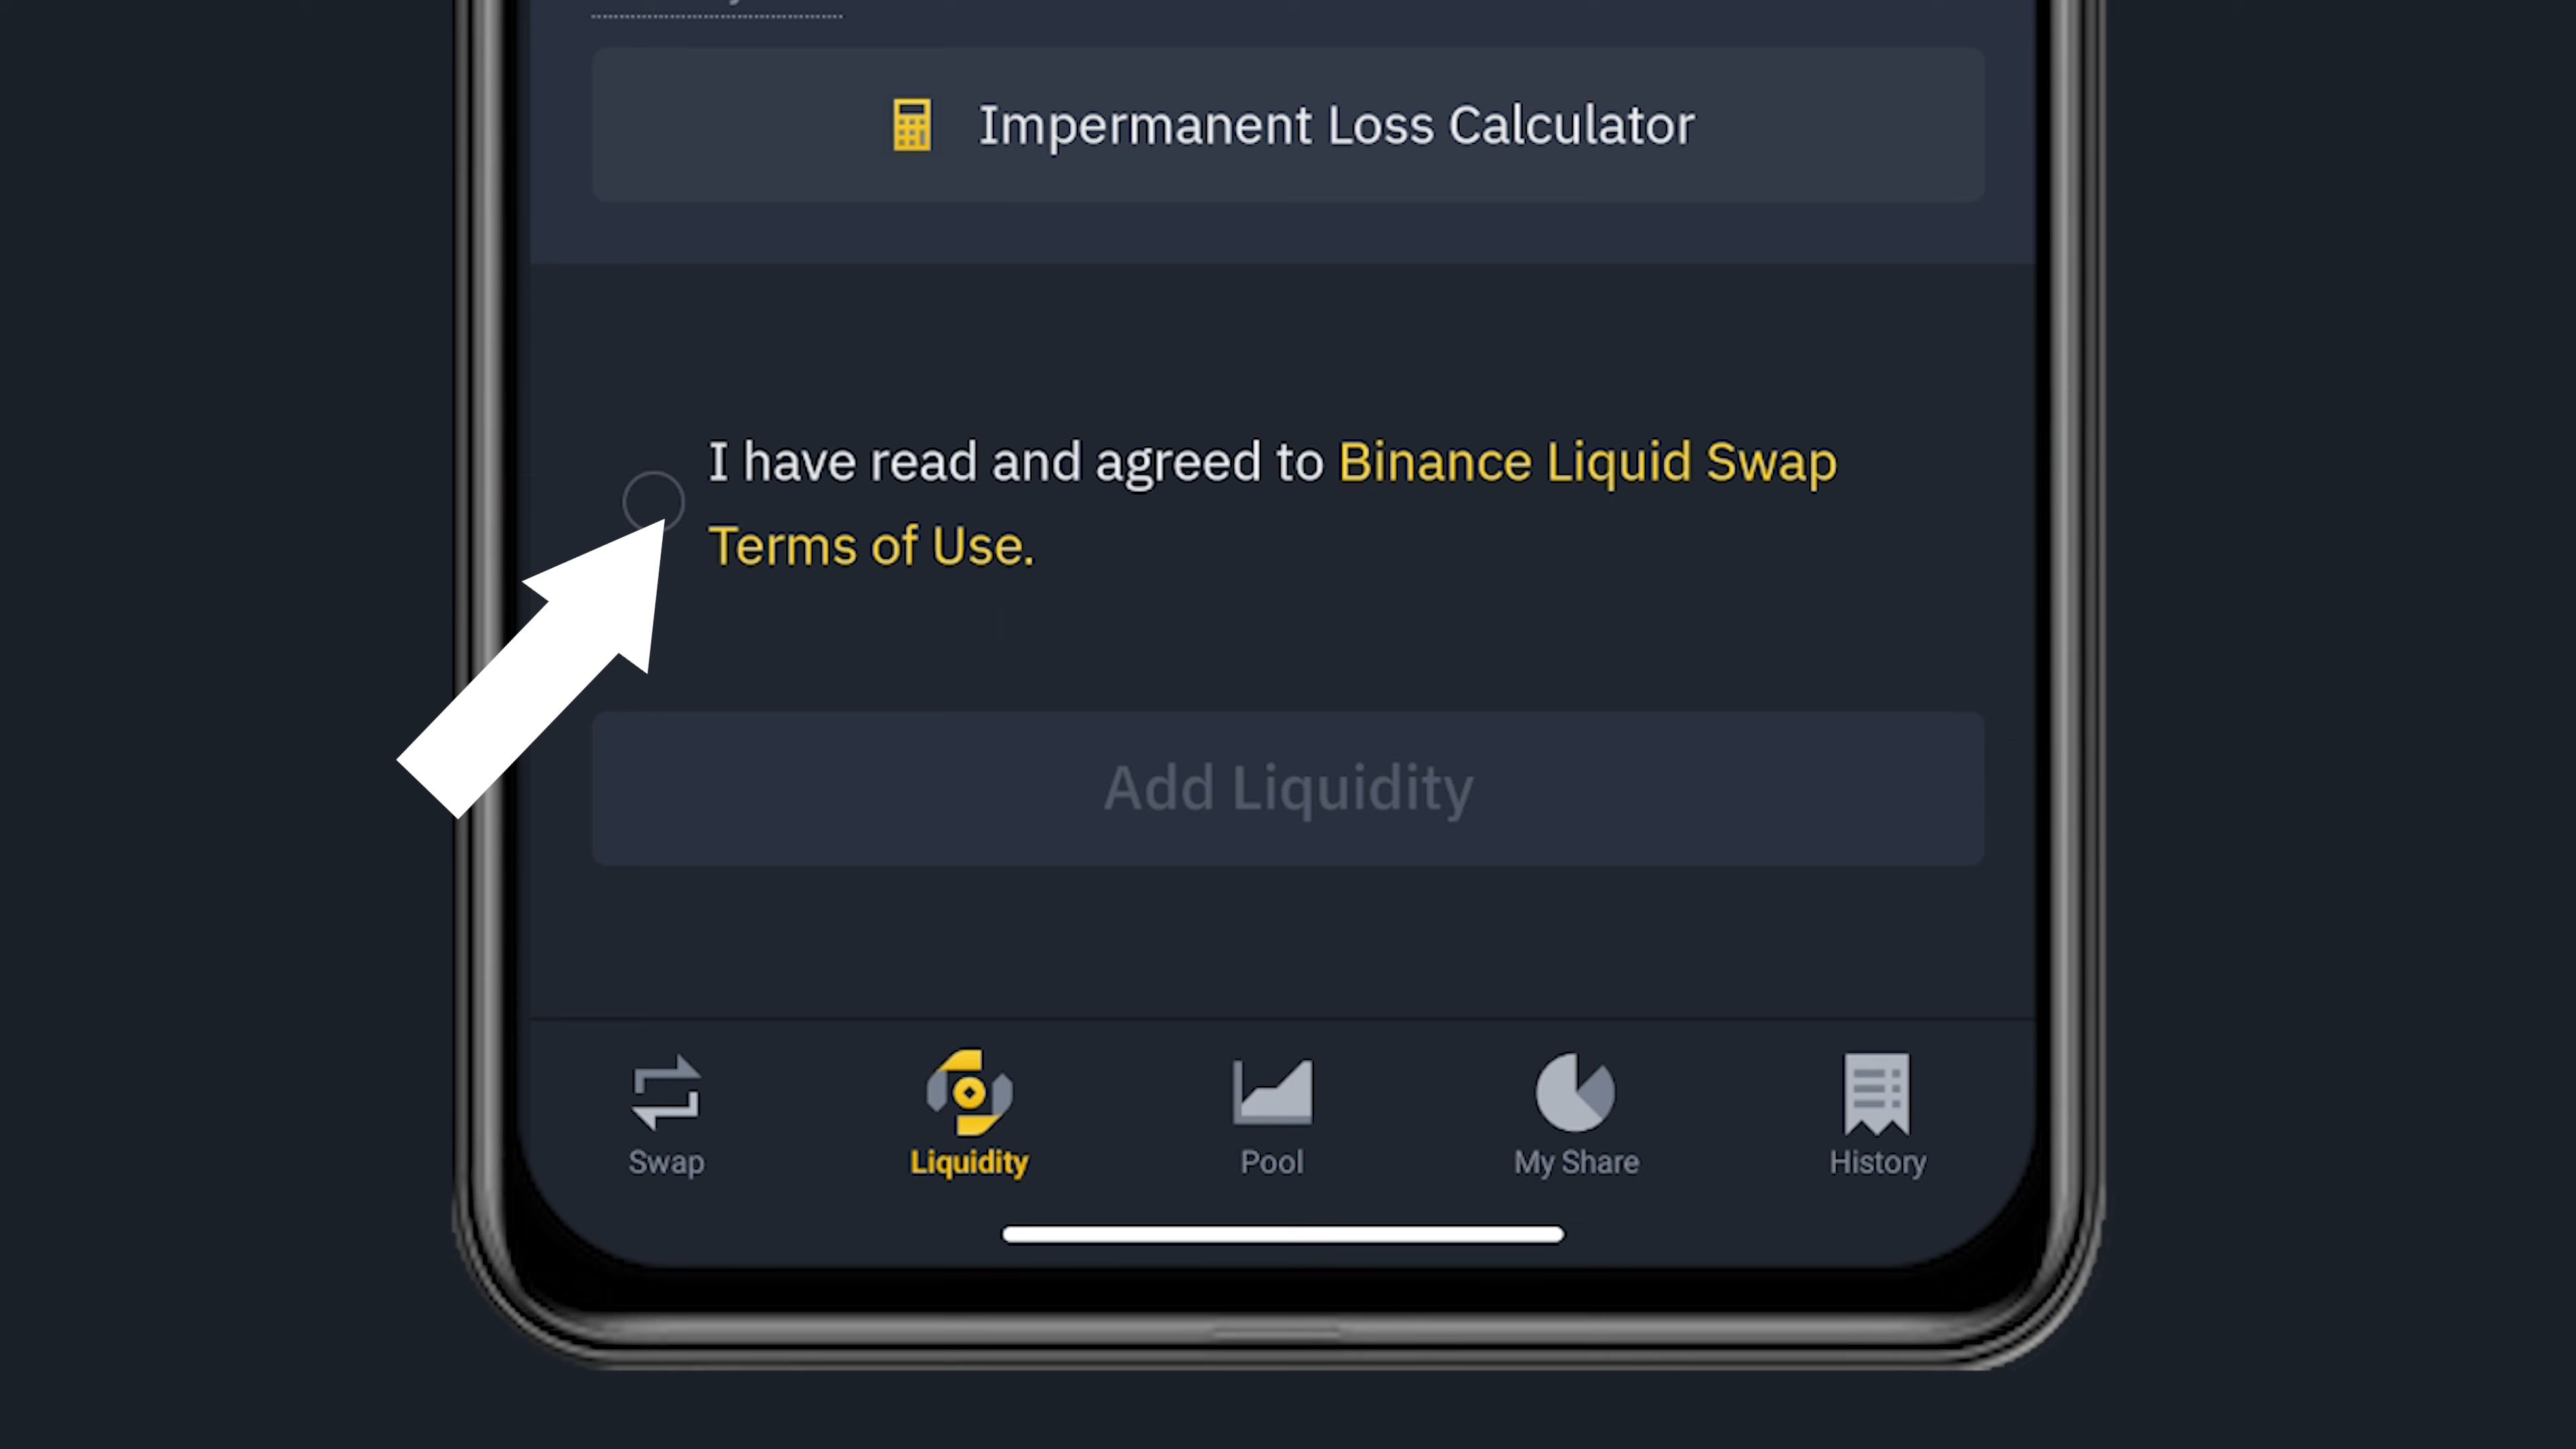 Impermanent Loss Calculator
I have read and agreed to Binance Liquid Swap
Terms of Use.
Add Liquidity
Swap
Liquidity
Pool
My Share
History